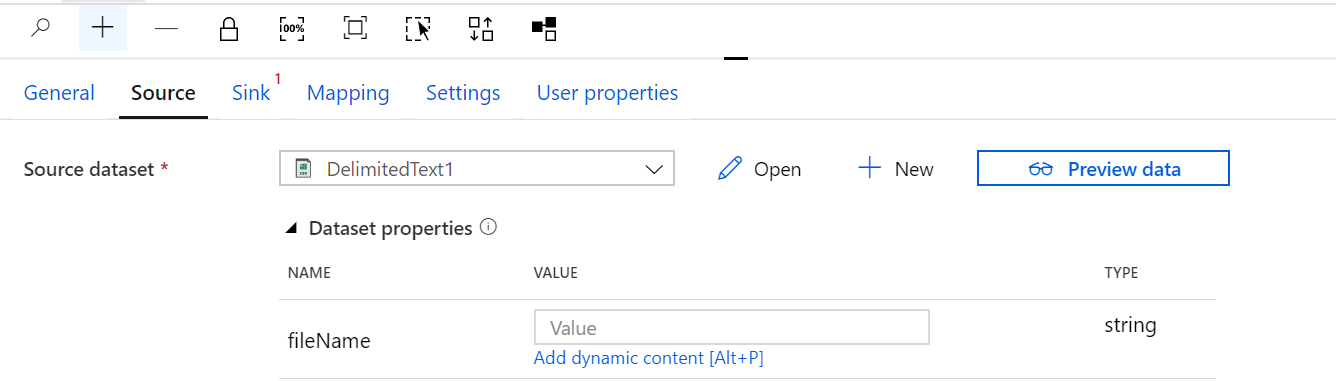 100%
General Source Sink 1 Mapping Settings User properties
Source dataset * CSV DelimitedText1 Open New Preview data
Dataset properties
NAME VALUE TYPE
fileName Value string
Add dynamic content [Alt+P]